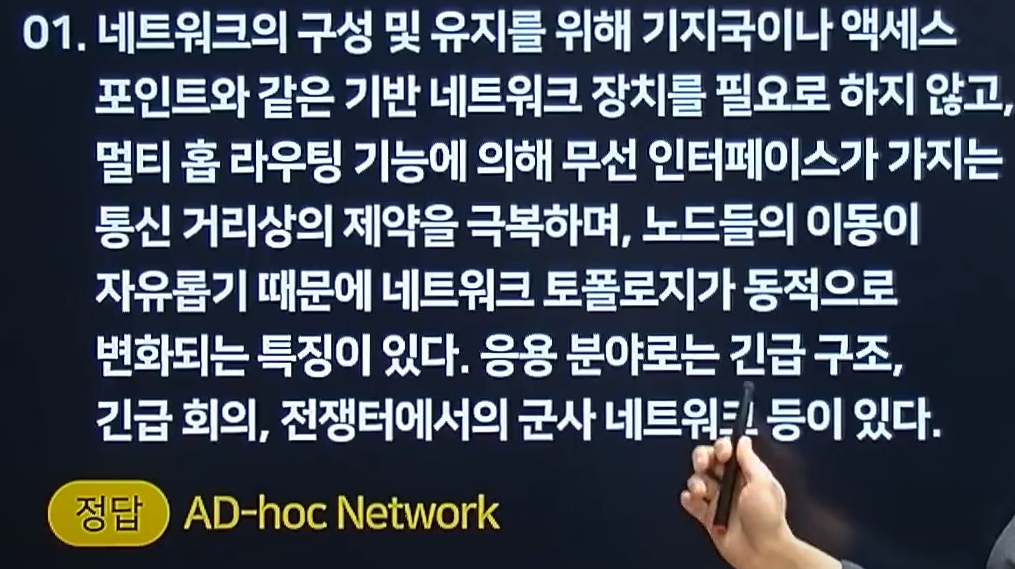 01. 네트워크의 구성 및 유지를 위해 기지국이나 액세스
포인트와 같은 기반 네트워크 장치를 필요로 하지 않고,
멀티 홉 라우팅 기능에 의해 무선 인터페이스가 가지는
통신 거리상의 제약을 극복하며, 노드들의 이동이
자유롭기 때문에 네트워크 토폴로지가 동적으로
변화되는 특징이 있다. 응용 분야로는 긴급 구조,
긴급 회의, 전쟁터에서의 군사 네트워크 등이 있다.
정답 AD-hoc Network